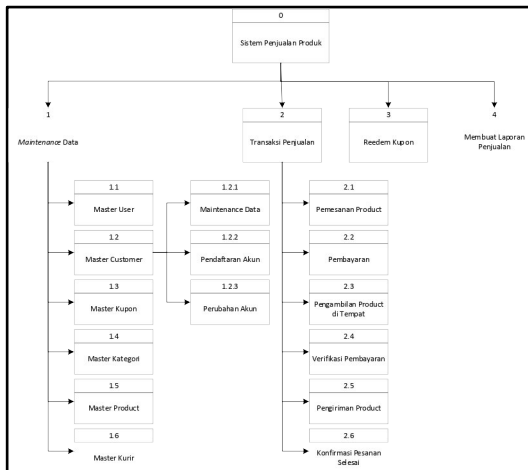 0
Sistem Penjualan Produk
1
Maintenance Data
2
Transaksi Penjualan
3
Reedem Kupon
4
Membuat Laporan
Penjualan
1.1
Master User
1.2
Master Customer
1.3
Master Kupon
1.4
Master Kategori
1.5
Master Product
1.6
Master Kurir
1.2.1
Maintenance Data
1.2.2
Pendaftaran Akun
1.2.3
Perubahan Akun
2.1
Pemesanan Product
2.2
Pembayaran
2.3
Pengambilan Product
di Tempat
2.4
Verifikasi Pembayaran
2.5
Pengiriman Product
2.6
Konfirmasi Pesanan
Selesai